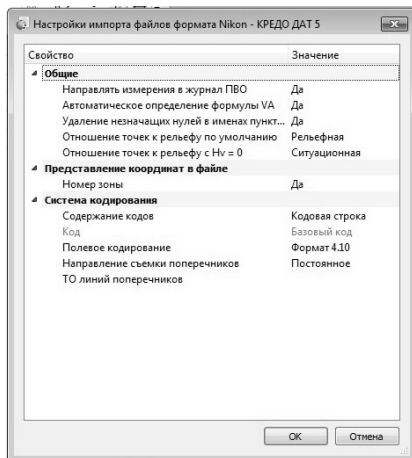 Настройки импорта файлов формата Nikon - КРЕДО ДАТ 5
Свойство Значение
Общие
Направлять измерения в журнал ПВО Да
Автоматическое определение формулы VA Да
Удаление незначащих нулей в именах пункт... Да
Отношение точек к рельефу по умолчанию Рельефная
Отношение точек к рельефу с Hv = 0 Ситуационная
Представление координат в файле
Номер зоны Да
Система кодирования
Содержание кодов Кодовая строка
Код Базовый код
Полевое кодирование Формат 4.10
Направление съемки поперечников Постоянное
ТО линий поперечников
OK Отмена